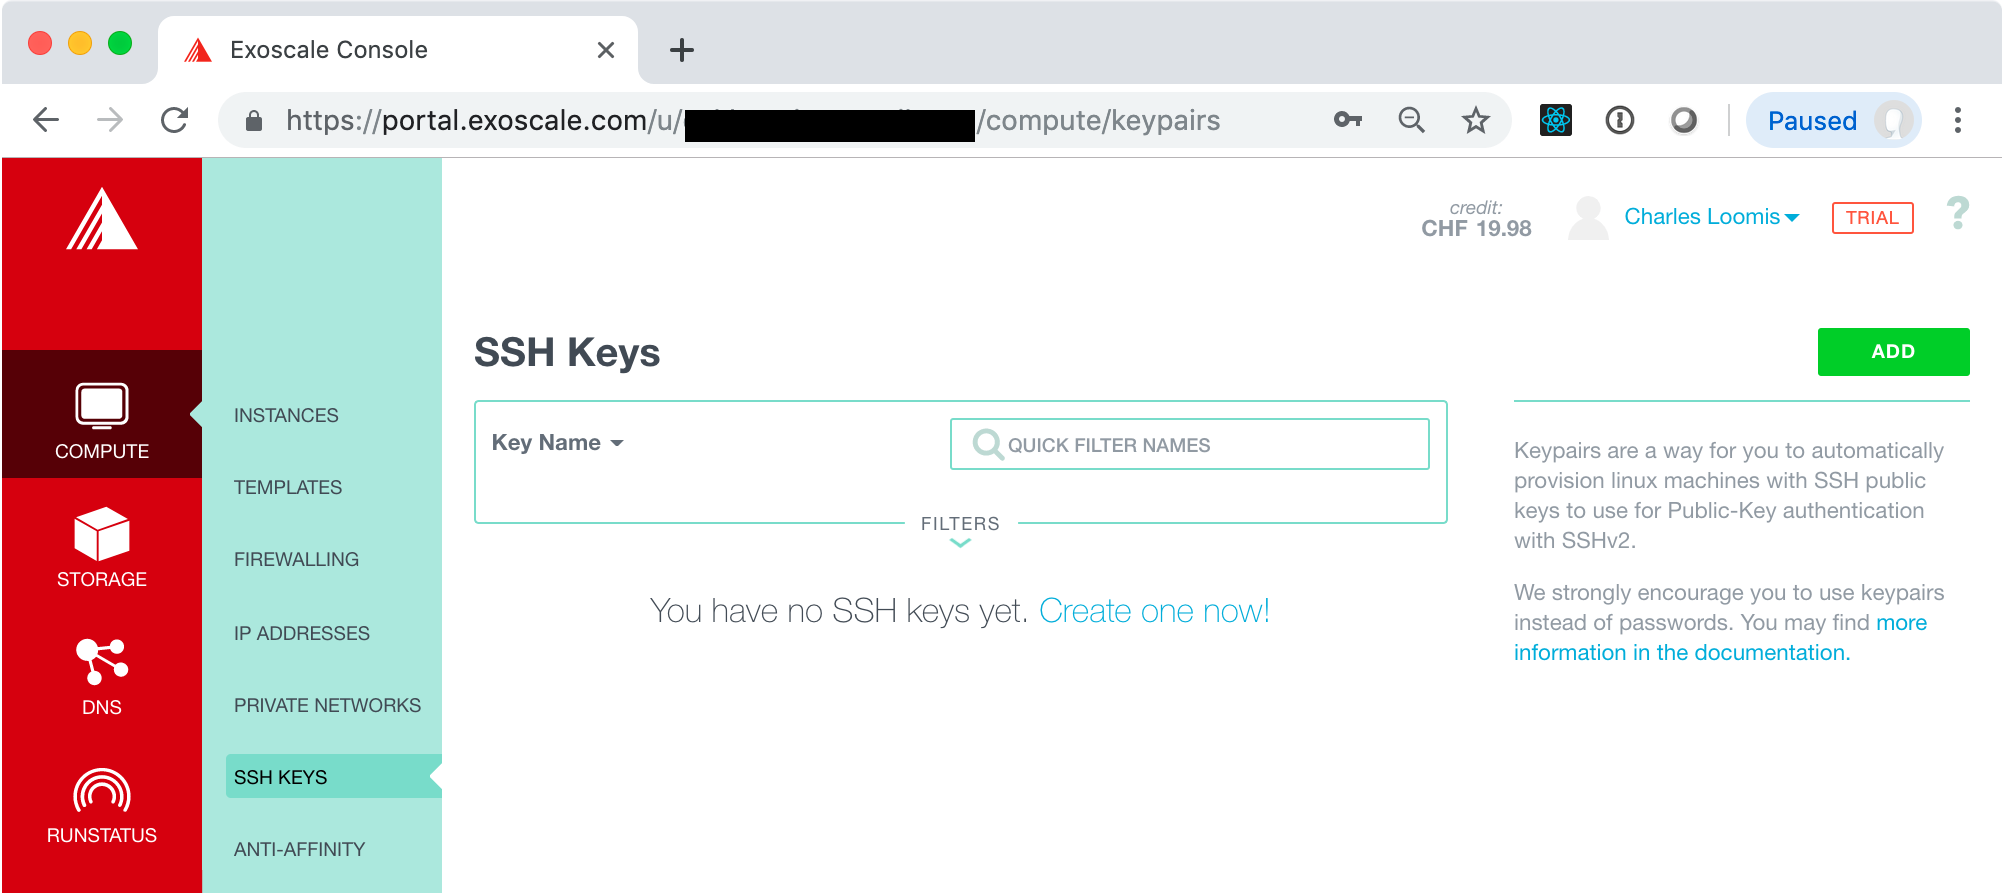 Exoscale Console
https://portal.exoscale.com/u/ /compute/keypairs
Paused
credit:
CHF 19.98
Charles Loomis
TRIAL
?
COMPUTE
STORAGE
DNS
RUNSTATUS
INSTANCES
TEMPLATES
FIREWALLING
IP ADDRESSES
PRIVATE NETWORKS
SSH KEYS
ANTI-AFFINITY
SSH Keys
ADD
Key Name
QUICK FILTER NAMES
FILTERS
You have no SSH keys yet. Create one now!
Keypairs are a way for you to automatically
provision linux machines with SSH public
keys to use for Public-Key authentication
with SSHv2.
We strongly encourage you to use keypairs
instead of passwords. You may find more
information in the documentation.